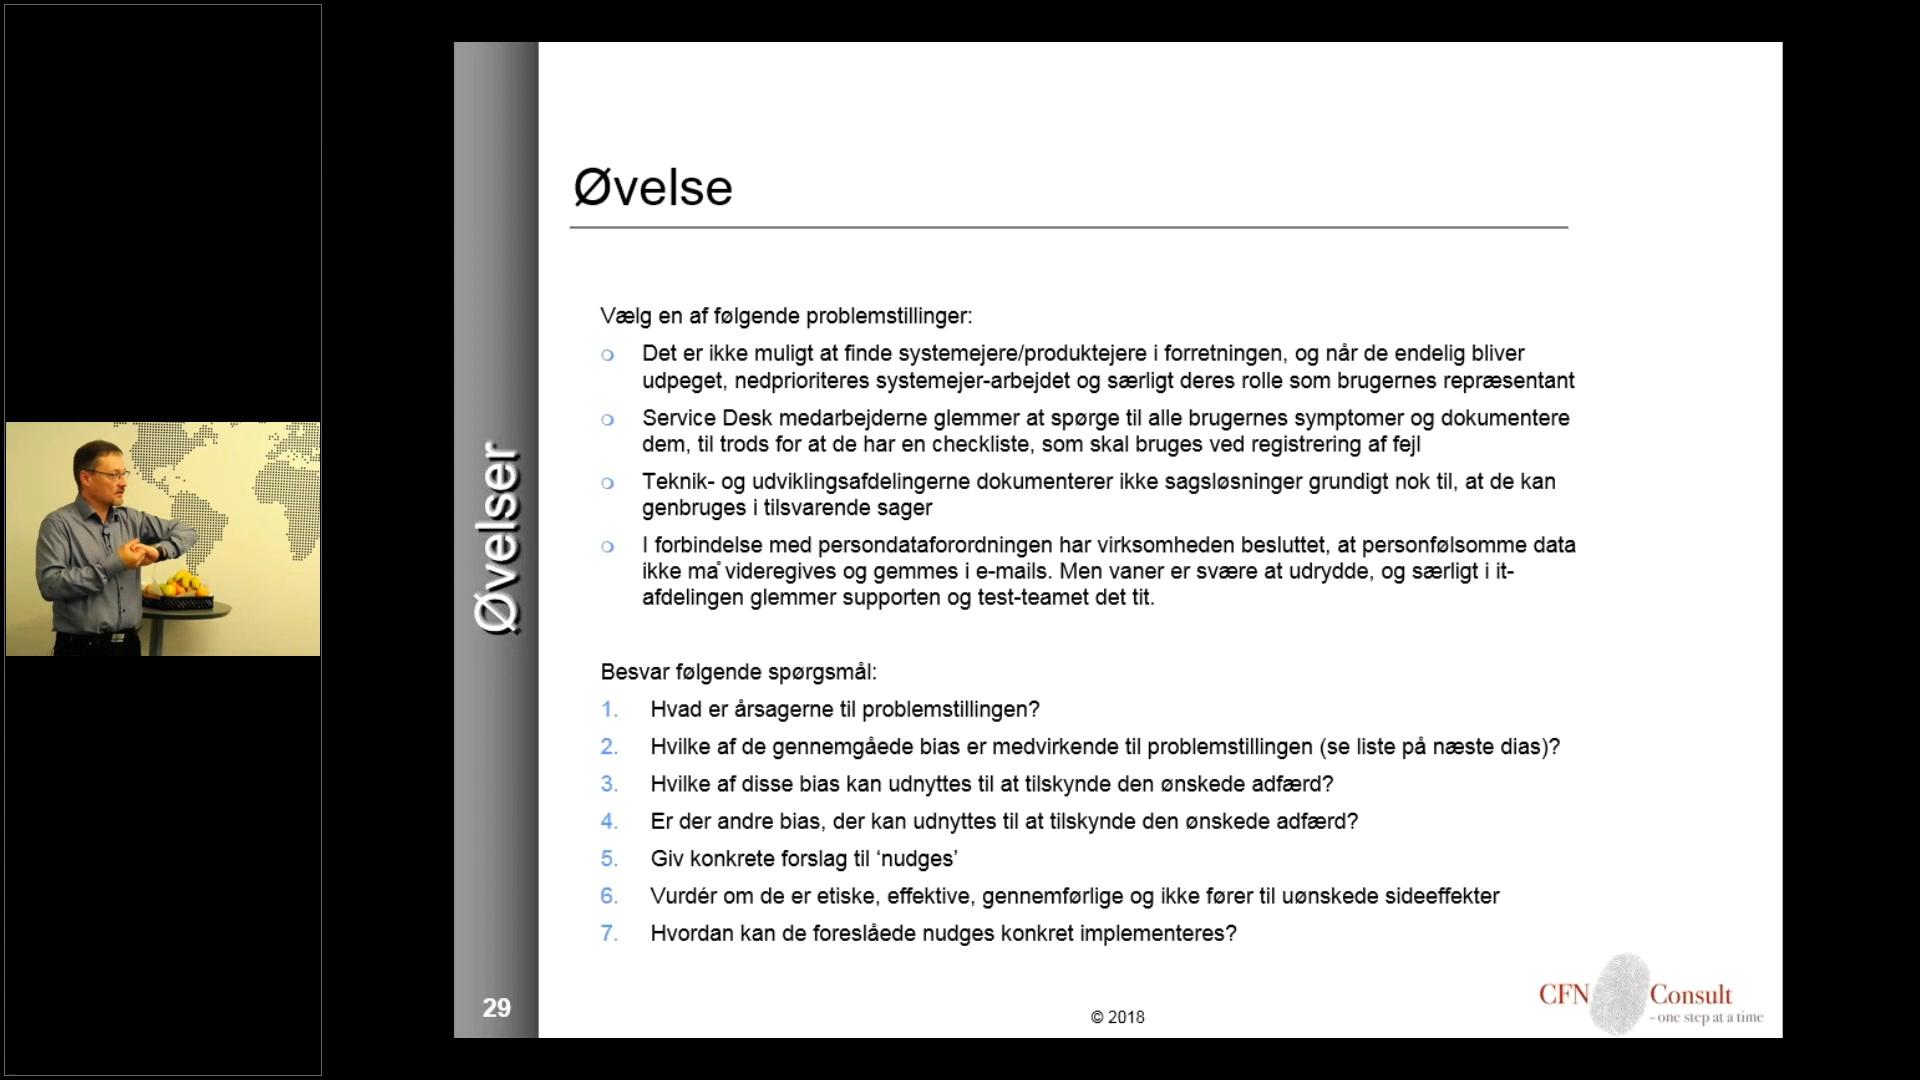 Øvelse
Vælg en af følgende problemstillinger:
Det er ikke muligt at finde systemejere/produktejere i forretningen, og når de endelig bliver
udpeget, nedprioriteres systemejer-arbejdet og særligt deres rolle som brugernes repræsentant
Service Desk medarbejderne glemmer at spørge til alle brugernes symptomer og dokumentere
dem, til trods for at de har en checkliste, som skal bruges ved registrering af fejl
Teknik- og udviklingsafdelingerne dokumenterer ikke sagsløsninger grundigt nok til, at de kan
genbruges i tilsvarende sager
I forbindelse med persondataforordningen har virksomheden besluttet, at personfølsomme data
ikke må videregives og gemmes i e-mails. Men vaner er svære at udrydde, og særligt i it-
afdelingen glemmer supporten og test-teamet det tit.
Besvar følgende spørgsmål:
1. Hvad er årsagerne til problemstillingen?
2. Hvilke af de gennemgåede bias er medvirkende til problemstillingen (se liste på næste dias)?
3. Hvilke af disse bias kan udnyttes til at tilskynde den ønskede adfærd?
4. Er der andre bias, der kan udnyttes til at tilskynde den ønskede adfærd?
5. Giv konkrete forslag til ‘nudges’
6. Vurdér om de er etiske, effektive, gennemførlige og ikke fører til uønskede sideeffekter
7. Hvordan kan de foreslåede nudges konkret implementeres?
Øvelser
29
© 2018
CFN Consult
- one step at a time